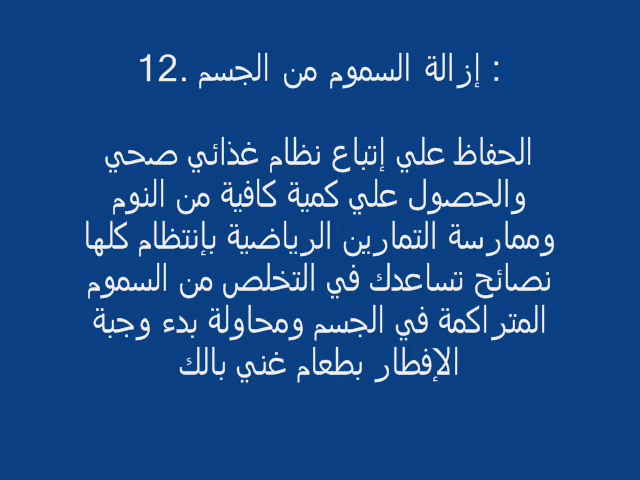 12. إزالة السموم من الجسم :
الحفاظ علي إتباع نظام غذائي صحي
والحصول علي كمية كافية من النوم
وممارسة التمارين الرياضية بإنتظام كلها
نصائح تساعدك في التخلص من السموم
المتراكمة في الجسم ومحاولة بدء وجبة
الإفطار بطعام غني بالك